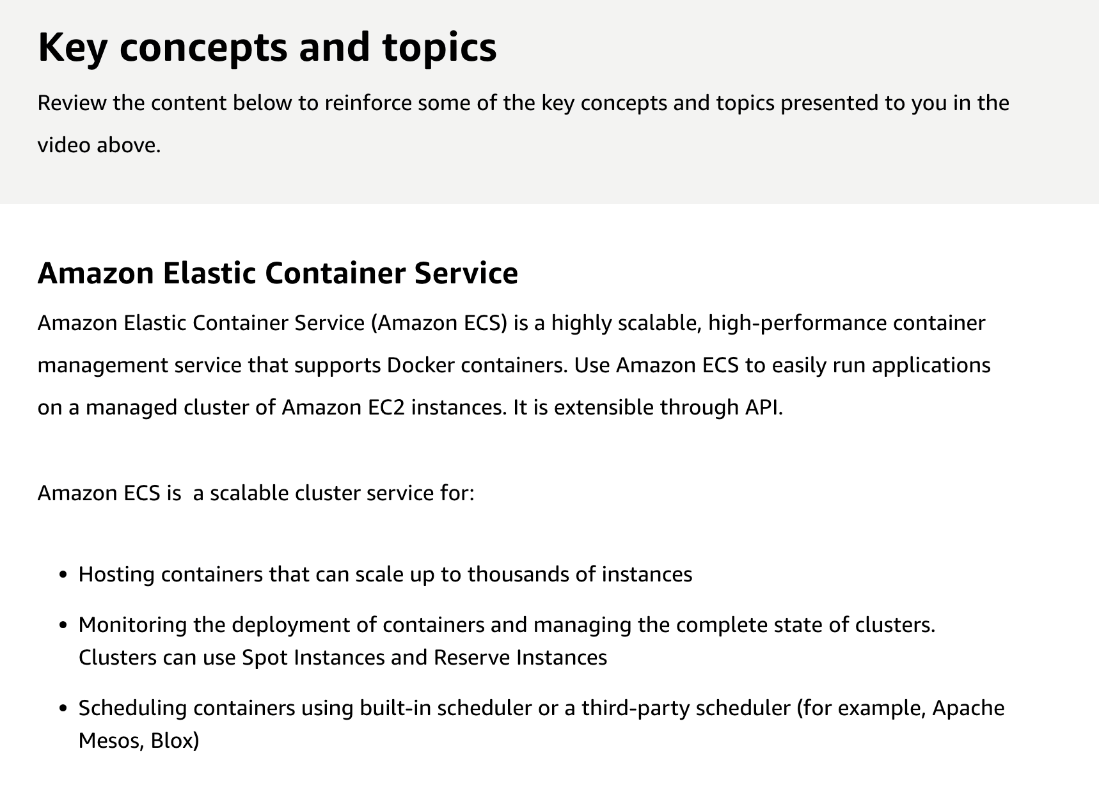 Key concepts and topics
Review the content below to reinforce some of the key concepts and topics presented to you in the
video above.
Amazon Elastic Container Service
Amazon Elastic Container Service (Amazon ECS) is a highly scalable, high-performance container
management service that supports Docker containers. Use Amazon ECS to easily run applications
on a managed cluster of Amazon EC2 instances. It is extensible through API.
Amazon ECS is  a scalable cluster service for:
• Hosting containers that can scale up to thousands of instances
• Monitoring the deployment of containers and managing the complete state of clusters.
Clusters can use Spot Instances and Reserve Instances
• Scheduling containers using built-in scheduler or a third-party scheduler (for example, Apache
Mesos, Blox)